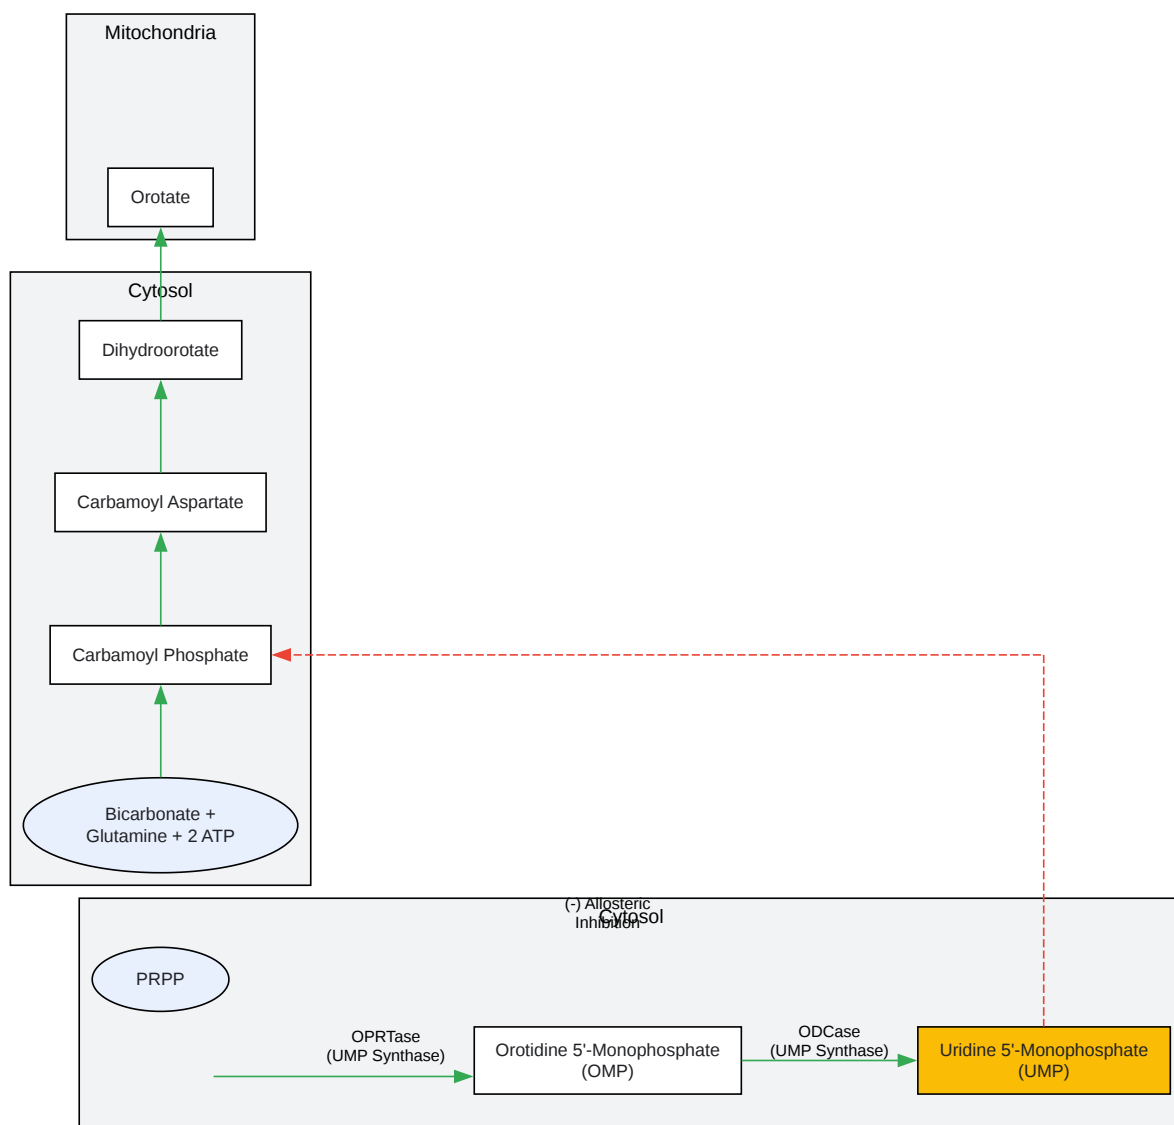 Mitochondria
Orotate
Cytosol
Dihydroorotate
Carbamoyl Aspartate
Carbamoyl Phosphate
Bicarbonate +
Glutamine + 2 ATP
(-) Allosteric
Inhibition
Cytosol
PRPP
OPRTase
(UMP Synthase)
Orotidine 5'-Monophosphate
(OMP)
ODCase
(UMP Synthase)
Uridine 5'-Monophosphate
(UMP)